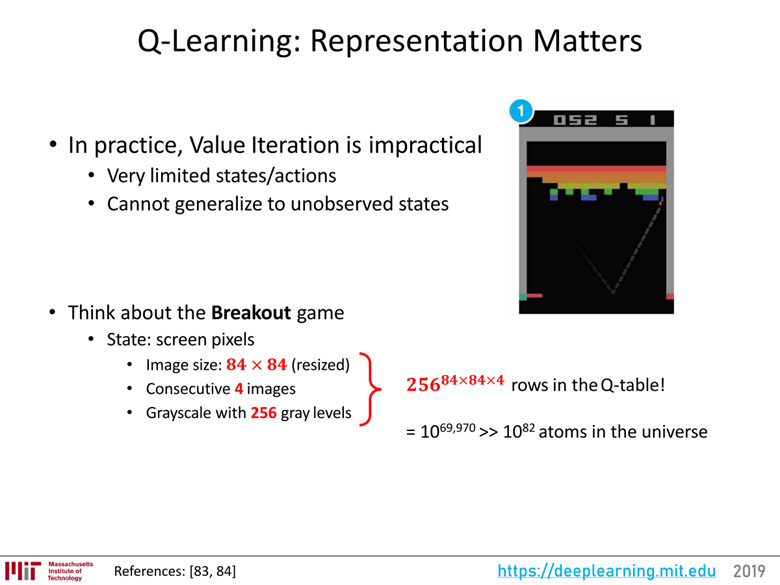 Q-Learning: Representation Matters
• In practice, Value Iteration is impractical
• Very limited states/actions
• Cannot generalize to unobserved states
1
052 5 1
• Think about the Breakout game
• State: screen pixels
• Image size: 84 × 84 (resized)
• Consecutive 4 images
• Grayscale with 256 gray levels
256^84×84×4 rows in the Q-table!
= 10^69,970 >> 10^82 atoms in the universe
MIT Massachusetts
Institute of
Technology
References: [83, 84]
https://deeplearning.mit.edu 2019